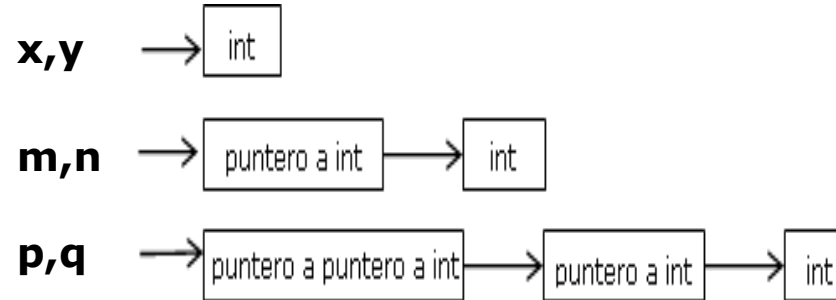 x,y int
m,n puntero a int int
p,q puntero a puntero a int puntero a int int